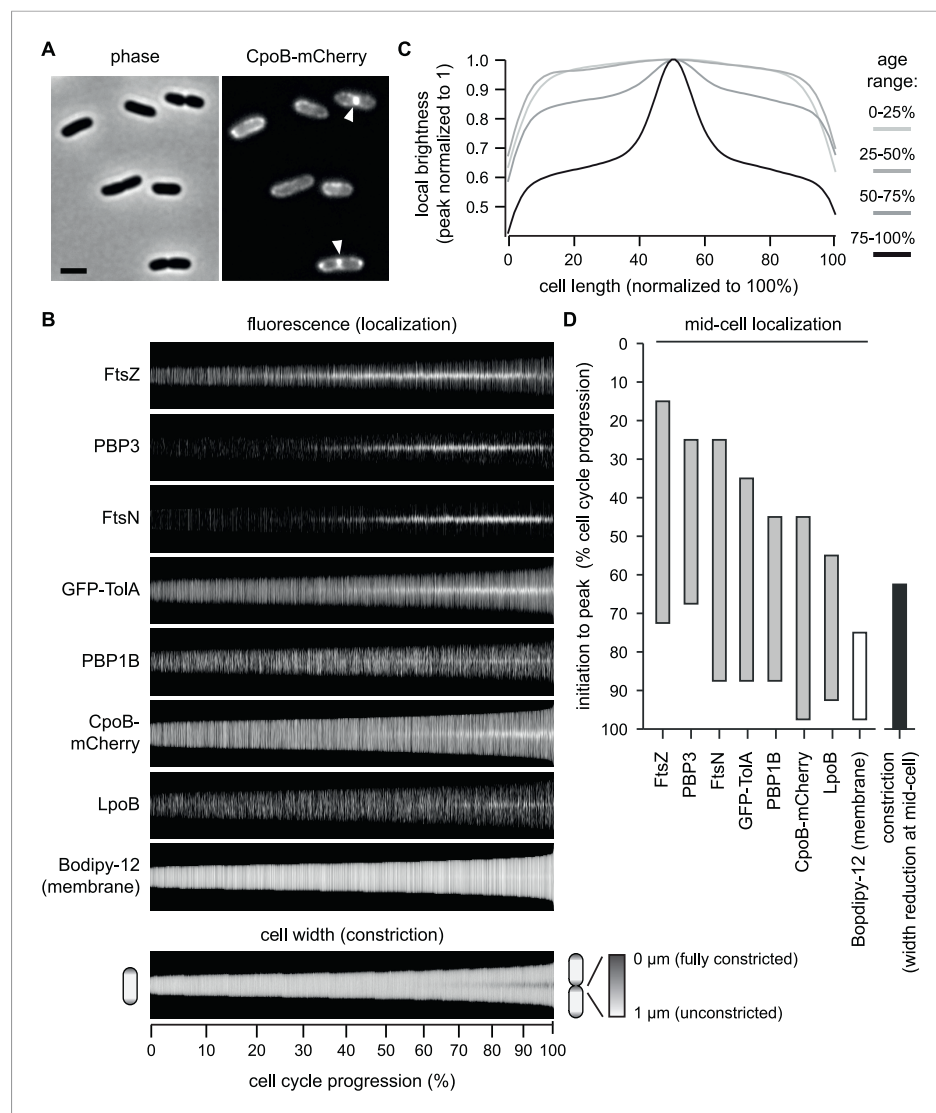 A
phase
CpoB-mCherry
C
local brightness
(peak normalized to 1)
1.0
0.9
0.8
0.7
0.6
0.5
0
20
40
60
80
100
cell length (normalized to 100%)
age
range:
0-25%
25-50%
50-75%
75-100%
B
fluorescence (localization)
FtsZ
PBP3
FtsN
GFP-TolA
PBP1B
CpoB-
mCherry
LpoB
Bodipy-12
(membrane)
cell width (constriction)
0 µm (fully constricted)
1 µm (unconstricted)
0
10
20
30
40
50
60
70
80
90
100
cell cycle progression (%)
D
mid-cell localization
initiation to peak (% cell cycle progression)
0
10
20
30
40
50
60
70
80
90
100
FtsZ
PBP3
FtsN
GFP-TolA
PBP1B
CpoB-mCherry
LpoB
Bopdipy-12 (membrane)
constriction
(width reduction at mid-cell)